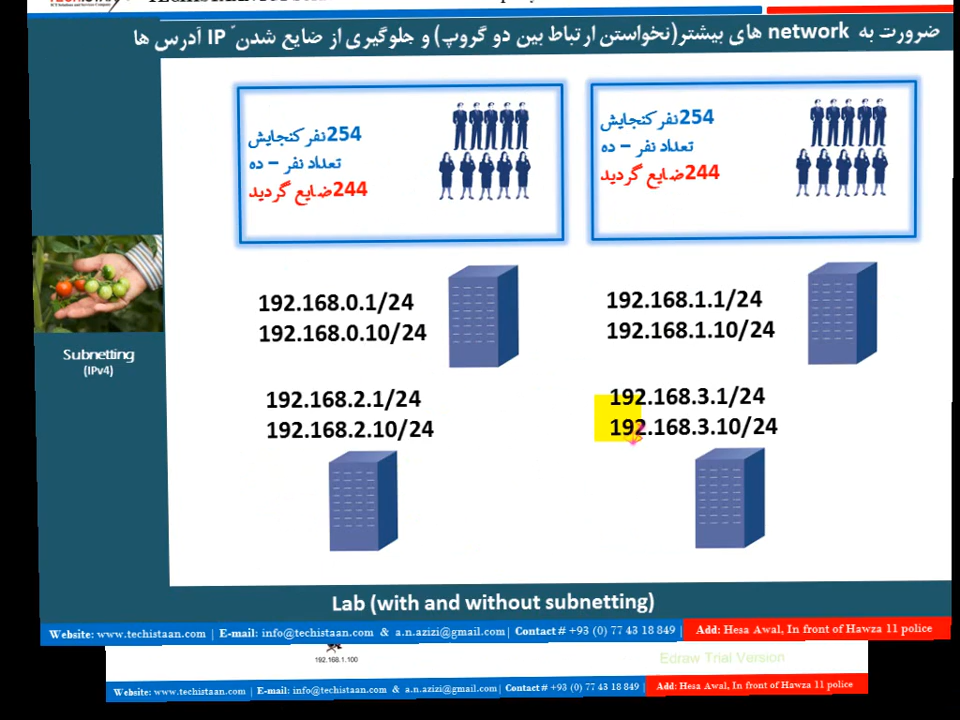 ضرورت به network های بیشتر(نخواستن ارتباط بین دو گروپ) و جلوگیری از ضایع شدن ّ IP آدرس ها
254نفر کنجایش
تعداد نفر – ده
244ضایع گردید
254نفر کنجایش
تعداد نفر – ده
244ضایع گردید
192.168.0.1/24
192.168.0.10/24
192.168.1.1/24
192.168.1.10/24
Subnetting
(IPv4)
192.168.2.1/24
192.168.2.10/24
192.168.3.1/24
192.168.3.10/24
Lab (with and without subnetting)
Website: www.techistaan.com | E-mail: info@techistaan.com & a.n.azizi@gmail.com| Contact # +93 (0) 77 43 18 849| Add: Hesa Awal, In front of Hawza 11 police
192.168.1.100
Edraw Trial Version
Website: www.techistaan.com | E-mail: info@techistaan.com & a.n.azizi@gmail.com| Contact # +93 (0) 77 43 18 849 | Add: Hesa Awal, In front of Hawza 11 police